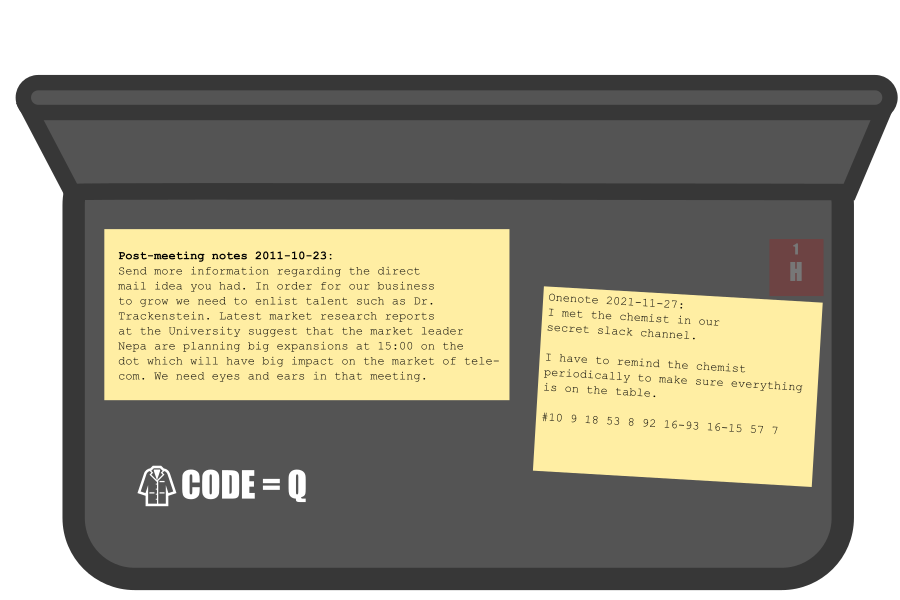 Post-meeting notes 2011-10-23:
Send more information regarding the direct
mail idea you had. In order for our business
to grow we need to enlist talent such as Dr.
Trackenstein. Latest market research reports
at the University suggest that the market leader
Nepa are planning big expansions at 15:00 on the
dot which will have big impact on the market of tele-
com. We need eyes and ears in that meeting.
1
H
Onenote 2021-11-27:
I met the chemist in our
secret slack channel.
I have to remind the chemist
periodically to make sure everything
is on the table.
#10 9 18 53 8 92 16-93 16-15 57 7
CODE = Q